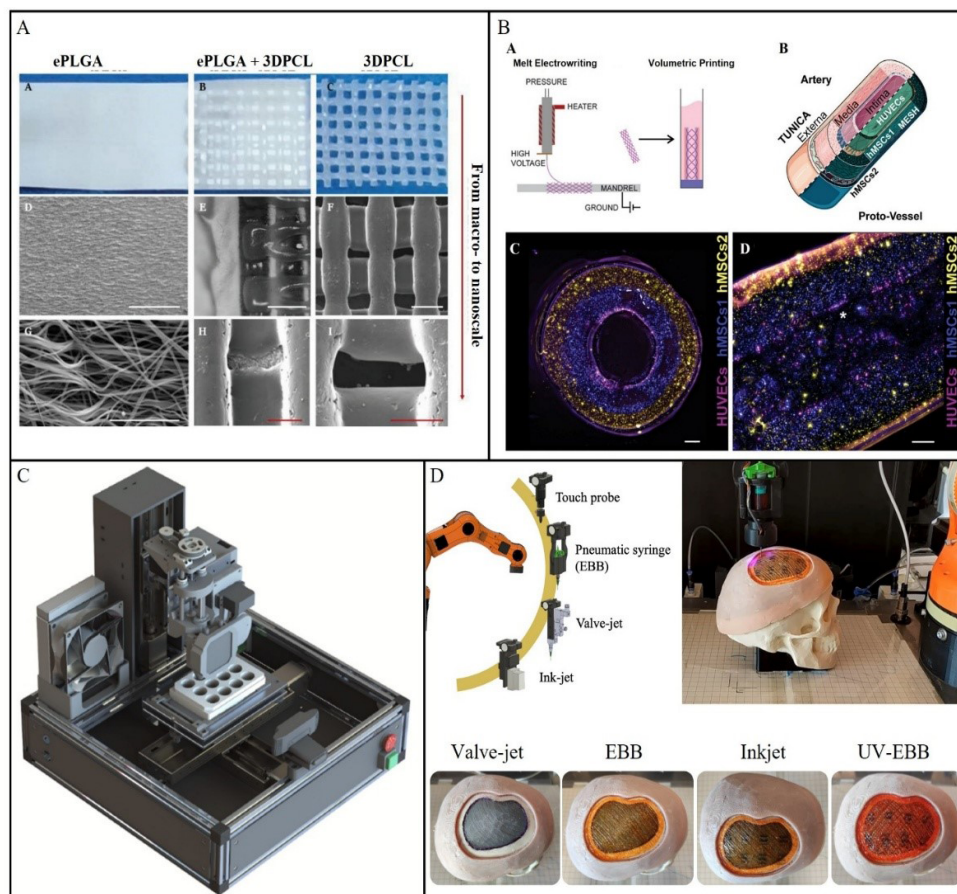 A
ePLGA
ePLGA + 3DPCL
3DPCL
A
B
C
D
E
F
G
H
I
From macro- to nanoscale
B
A
Melt Electrowriting
PRESSURE
HEATER
HIGH
VOLTAGE
MANDREL
GROUND
Volumetric Printing
B
Artery
TUNICA
Externa
Media
Intima
HUVECs
hMSCs1
MESH
hMSCs2
Proto-Vessel
C
HUVECs hMSCs1 hMSCs2
D
HUVECs hMSCs1 hMSCs2
*
C
D
Touch probe
Pneumatic syringe
(EBB)
Valve-jet
Ink-jet
Valve-jet
EBB
Inkjet
UV-EBB